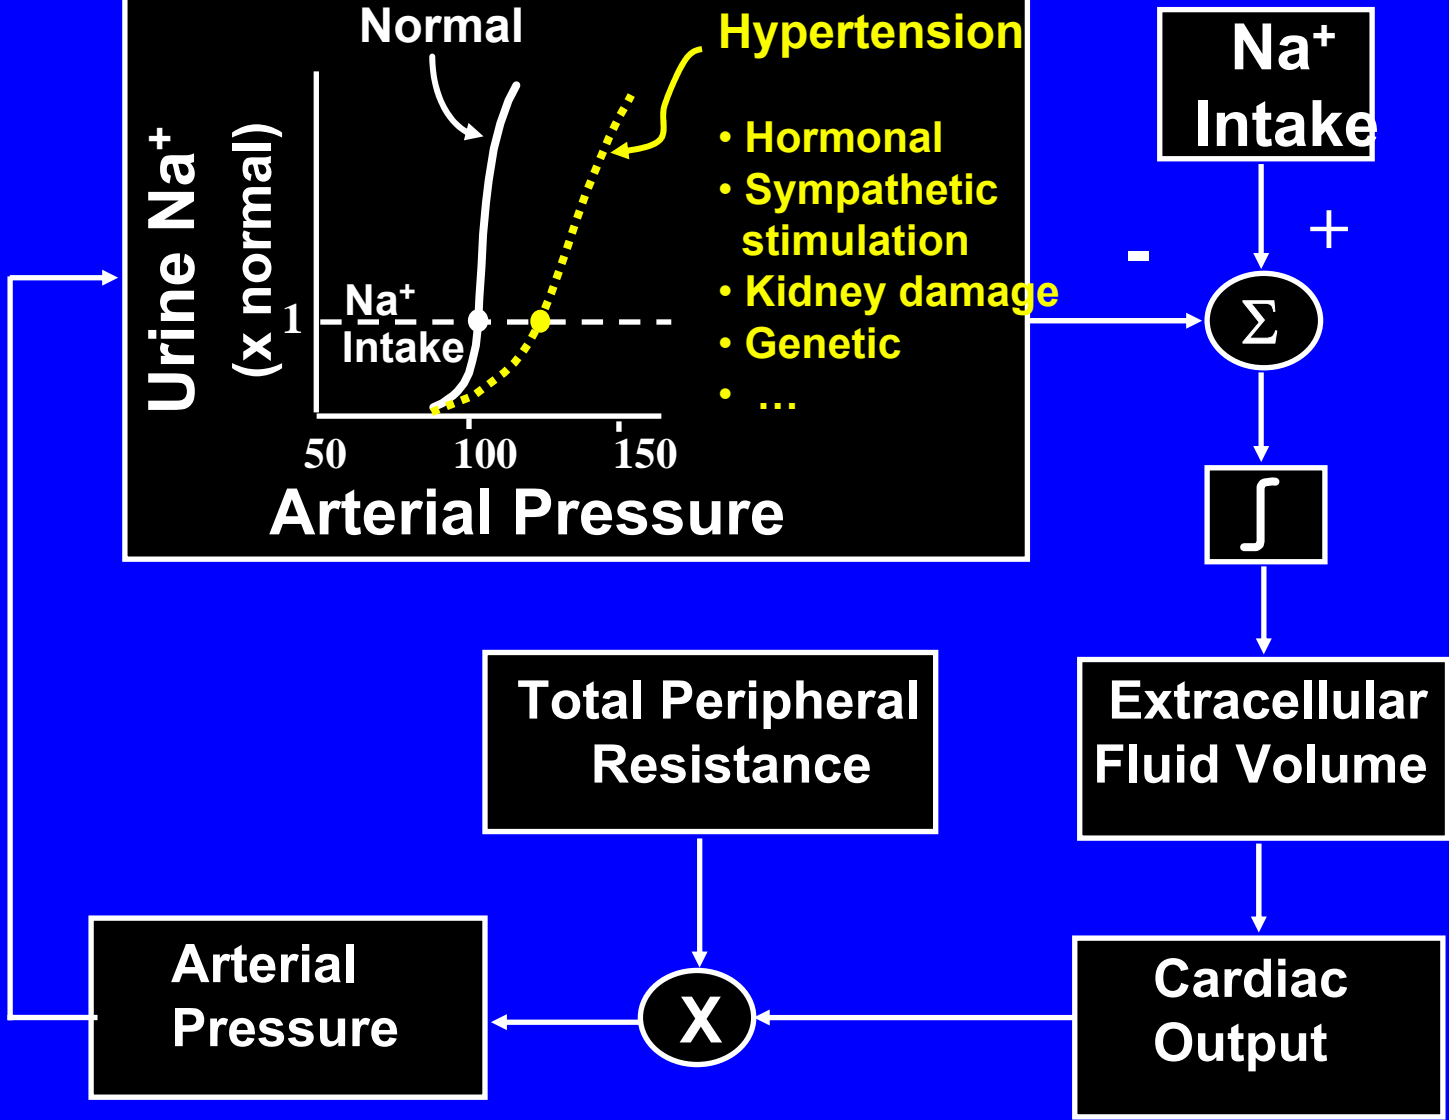 Normal
Hypertension
• Hormonal
• Sympathetic
stimulation
• Kidney damage
• Genetic
• ...
Urine Na⁺
(x normal)
1
Na⁺
Intake
50 100 150
Arterial Pressure
Na⁺
Intake
-
+
Σ
∫
Total Peripheral
Resistance
Extracellular
Fluid Volume
Arterial
Pressure
X
Cardiac
Output